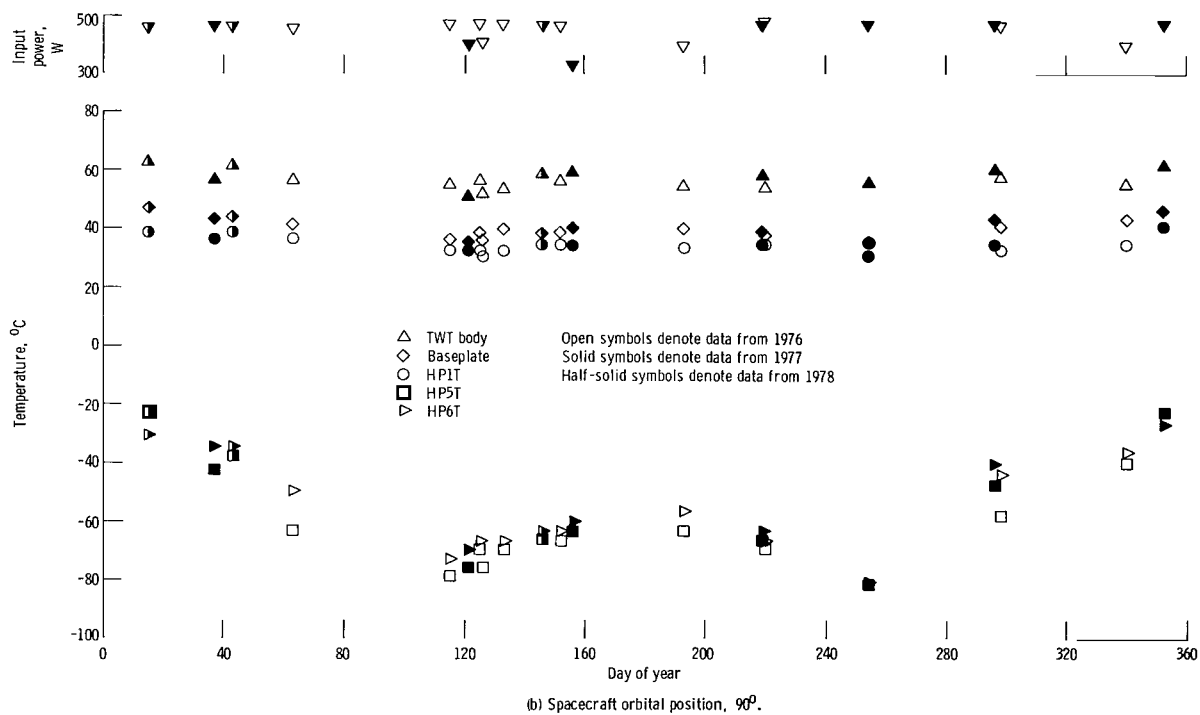 Input power, W
500
300
Temperature, °C
80
60
40
20
0
-20
-40
-60
-80
-100
TWT body
Baseplate
HP1T
HP5T
HP6T
Open symbols denote data from 1976
Solid symbols denote data from 1977
Half-solid symbols denote data from 1978
0 40 80 120 160 200 240 280 320 360
Day of year
(b) Spacecraft orbital position, 90°.